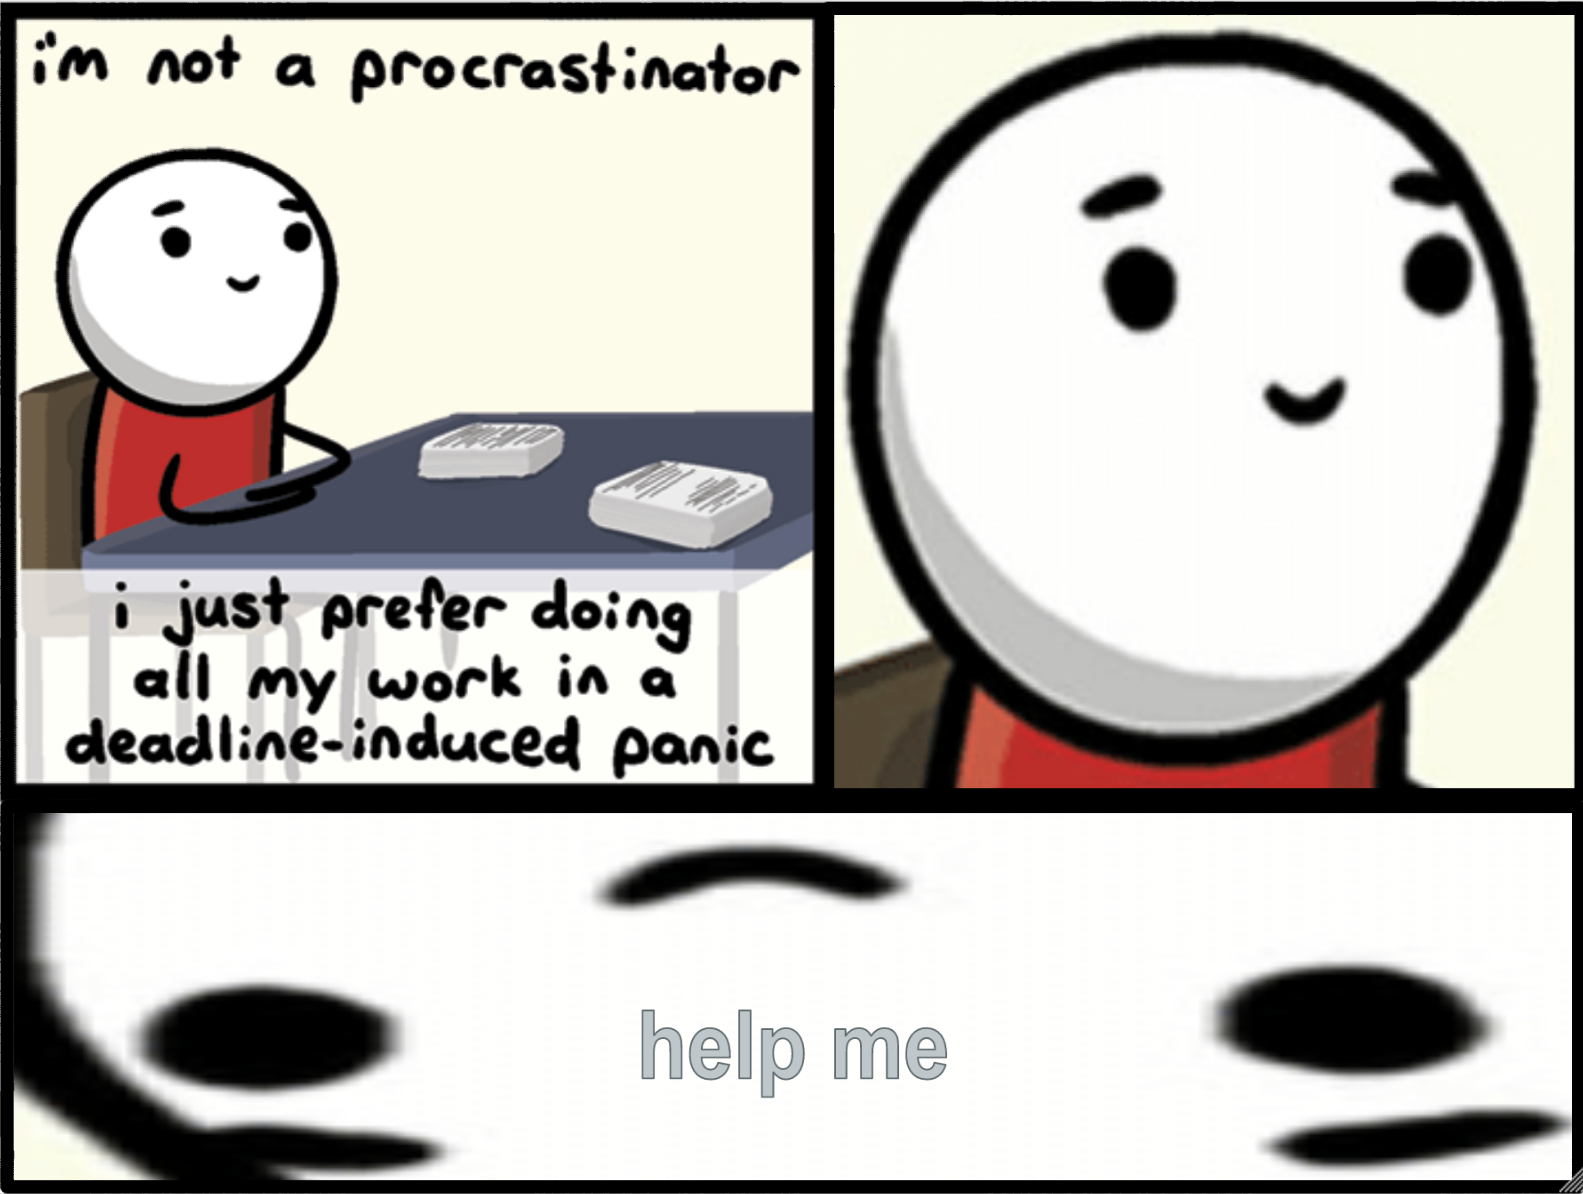 i'm not a procrastinator
i just prefer doing
all my work in a
deadline-induced panic
help me